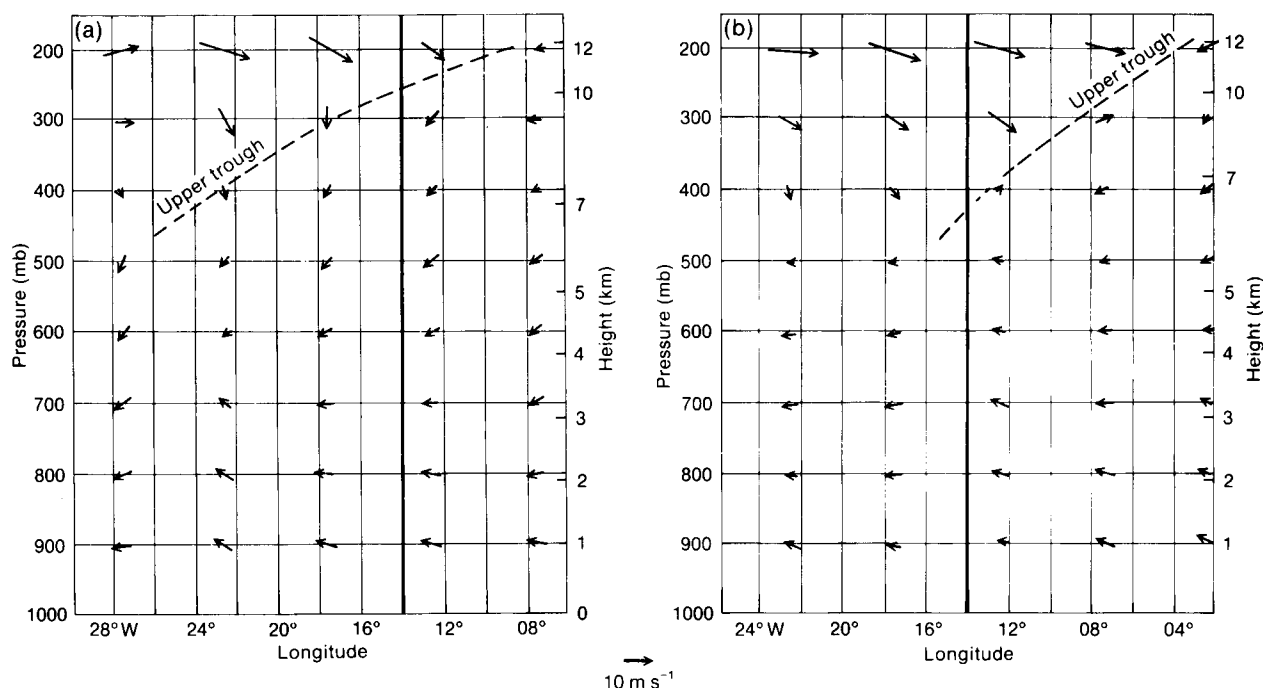 (a)
Pressure (mb)
200
300
400
500
600
700
800
900
1000
Upper trough
12
10
7
5
4
3
2
1
0
Height (km)
28°W 24° 20° 16° 12° 08°
Longitude
(b)
Pressure (mb)
200
300
400
500
600
700
800
900
1000
Upper trough
12
10
7
5
4
3
2
1
Height (km)
24°W 20° 16° 12° 08° 04°
Longitude
10 m s⁻¹